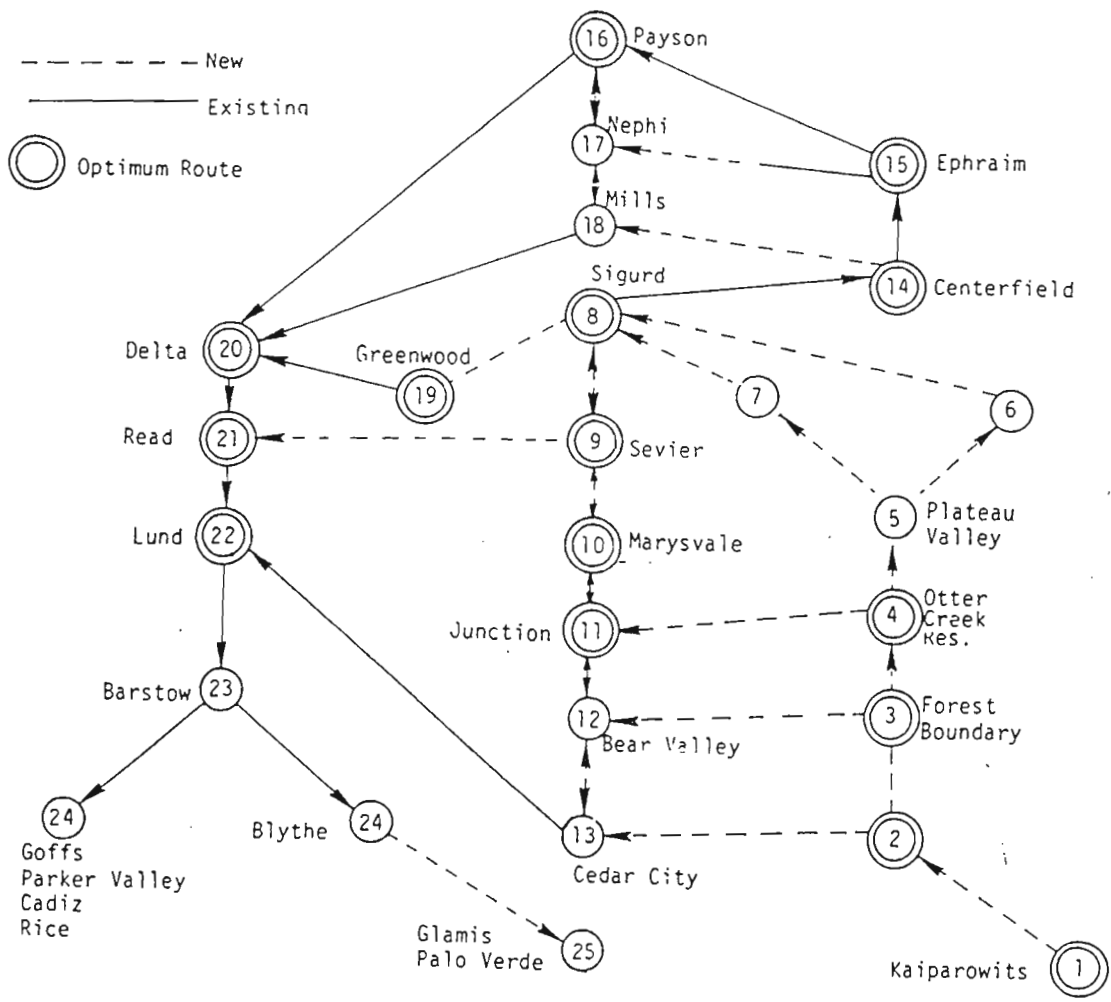 New
Existing
Optimum Route
16 Payson
Nephi
17
15 Ephraim
Mills
18
Sigurd
14 Centerfield
8
Delta 20
Greenwood
19
7
6
Read 21
9 Sevier
5 Plateau
Valley
Lund 22
10 Marysvale
4 Otter
Creek
Res.
Junction 11
Barstow 23
12
Bear Valley
3 Forest
Boundary
24
Goffs
Parker Valley
Cadiz
Rice
Blythe 24
13
Cedar City
2
Glamis
Palo Verde 25
Kaiparowits 1